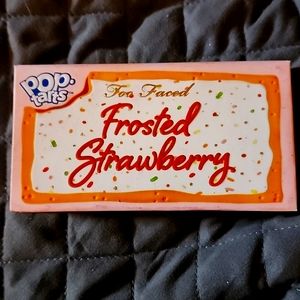 POP.
tarts
Too Faced
Frosted
Strawberry